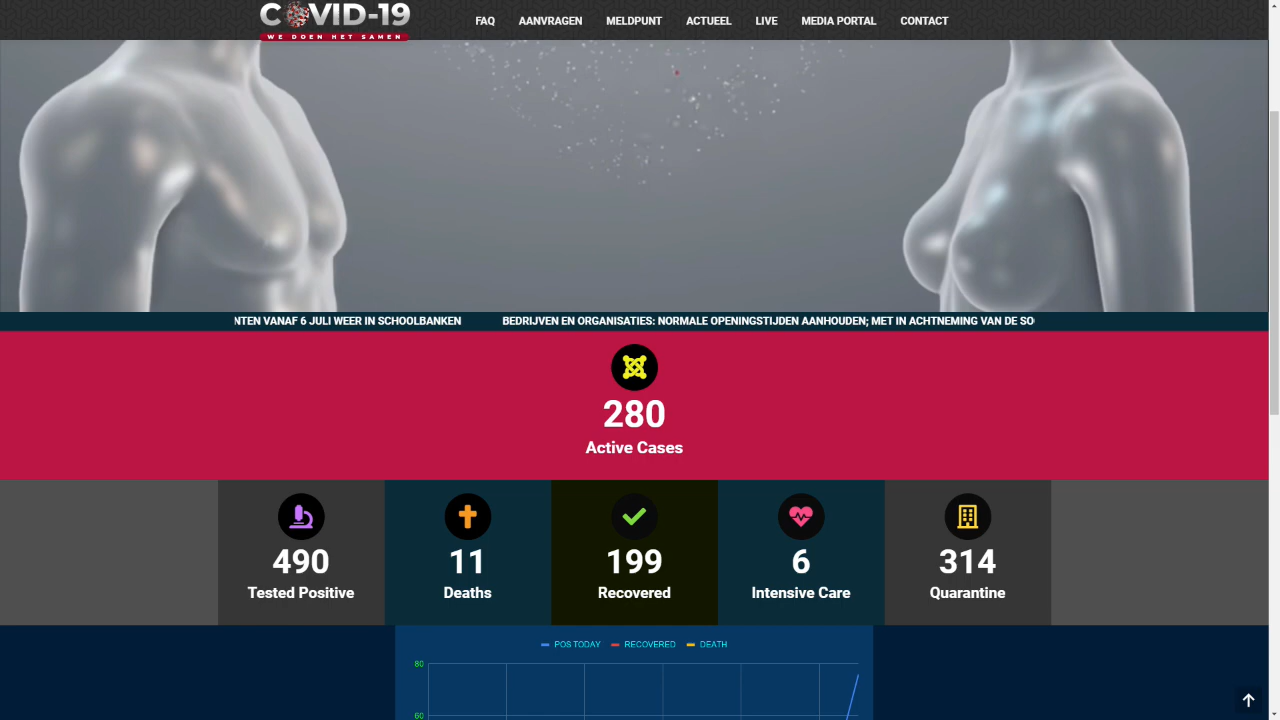 COVID-19
WE DOEN HET SAMEN
FAQ AANVRAGEN MELDPUNT ACTUEEL LIVE MEDIA PORTAL CONTACT
NTEN VANAF 6 JULI WEER IN SCHOOLBANKEN BEDRIJVEN EN ORGANISATIES: NORMALE OPENINGSTIJDEN AANHOUDEN; MET IN ACHTNEMING VAN DE SO
280
Active Cases
490 11 199 6 314
Tested Positive Deaths Recovered Intensive Care Quarantine
POS TODAY RECOVERED DEATH
80
60